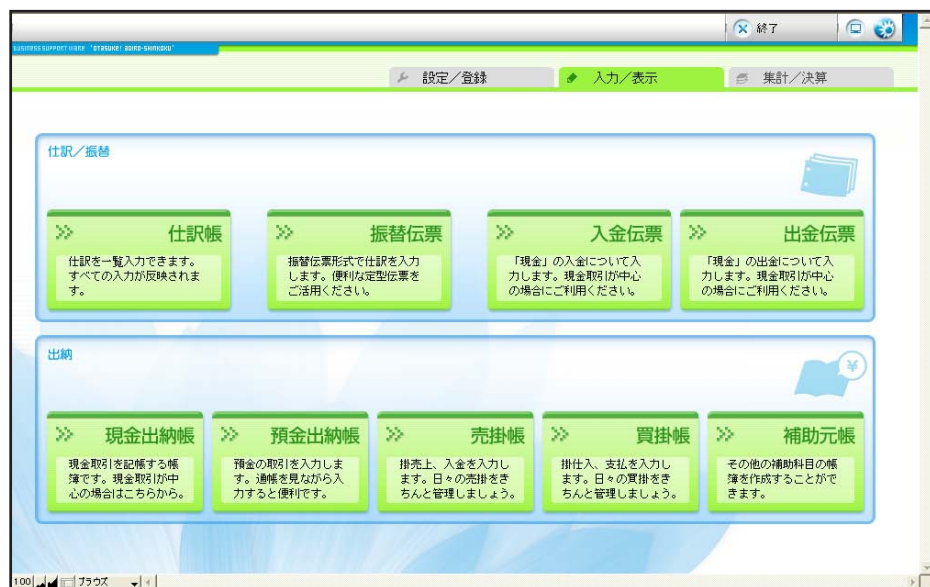 終了
BUSINESS SUPPORT WARE "OTASUKE! AOIRO-SHINKOKU"
設定／登録
入力／表示
集計／決算
仕訳／振替
仕訳帳
仕訳を一覧入力できます。
すべての入力が反映されま
す。
振替伝票
振替伝票形式で仕訳を入力
します。便利な定型伝票を
ご活用ください。
入金伝票
「現金」の入金について入
力します。現金取引が中心
の場合にご利用ください。
出金伝票
「現金」の出金について入
力します。現金取引が中心
の場合にご利用ください。
出納
¥
現金出納帳
現金取引を記帳する帳
簿です。現金取引が中
心の場合はこちらから。
預金出納帳
預金の取引を入力しま
す。通帳を見ながら入
力すると便利です。
売掛帳
掛売上、入金を入力し
ます。日々の売掛をき
ちんと管理しましょう。
買掛帳
掛仕入、支払を入力し
ます。日々の買掛をき
ちんと管理しましょう。
補助元帳
その他の補助科目の帳
簿を作成することがで
きます。
100 ブラウズ